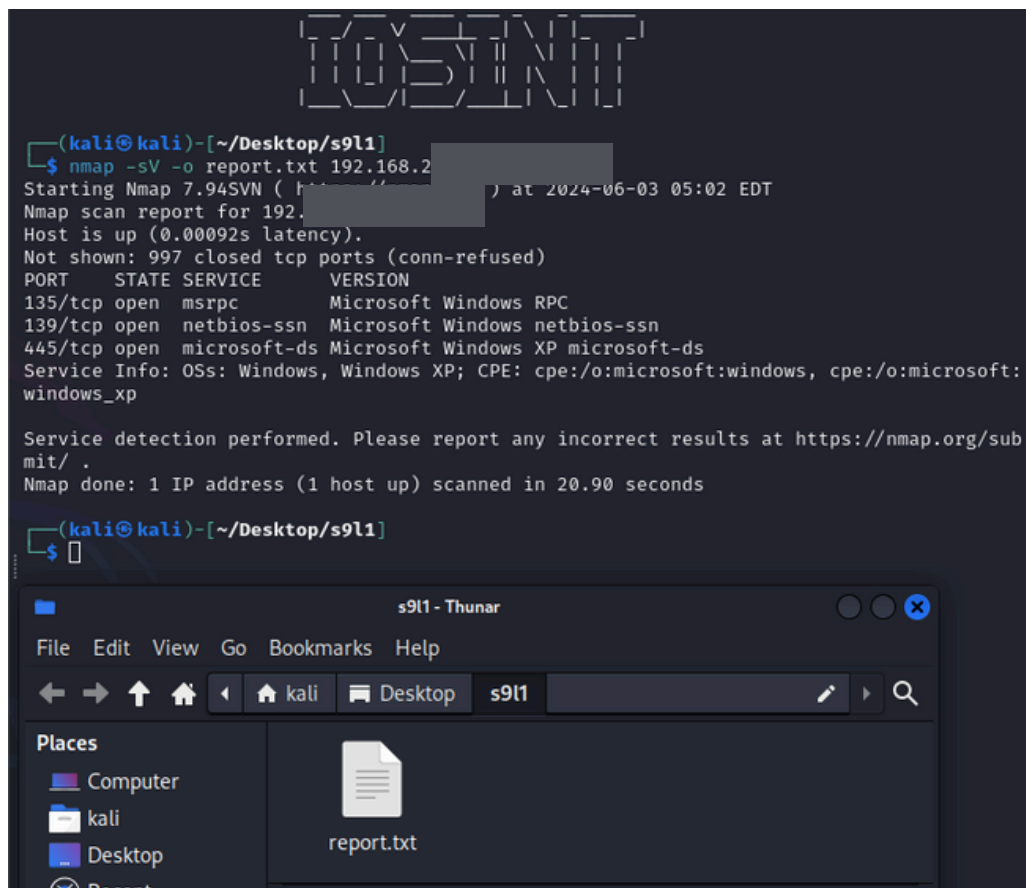 IOSINT
┌──(kali㉿kali)-[~/Desktop/s9l1]
└─$ nmap -sV -o report.txt 192.168.2
Starting Nmap 7.94SVN ( ) at 2024-06-03 05:02 EDT
Nmap scan report for 192.
Host is up (0.00092s latency).
Not shown: 997 closed tcp ports (conn-refused)
PORT    STATE SERVICE      VERSION
135/tcp open  msrpc        Microsoft Windows RPC
139/tcp open  netbios-ssn  Microsoft Windows netbios-ssn
445/tcp open  microsoft-ds Microsoft Windows XP microsoft-ds
Service Info: OSs: Windows, Windows XP; CPE: cpe:/o:microsoft:windows, cpe:/o:microsoft:
windows_xp
Service detection performed. Please report any incorrect results at https://nmap.org/sub
mit/ .
Nmap done: 1 IP address (1 host up) scanned in 20.90 seconds
┌──(kali㉿kali)-[~/Desktop/s9l1]
└─$
s9l1 - Thunar
File Edit View Go Bookmarks Help
kali Desktop s9l1
Places
Computer
kali
Desktop
report.txt